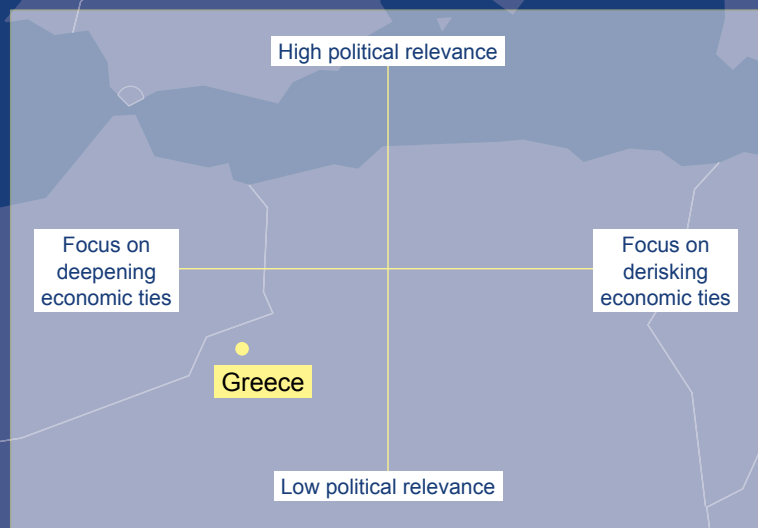 High political relevance
Focus on
deepening
economic ties
Focus on
derisking
economic ties
Greece
Low political relevance